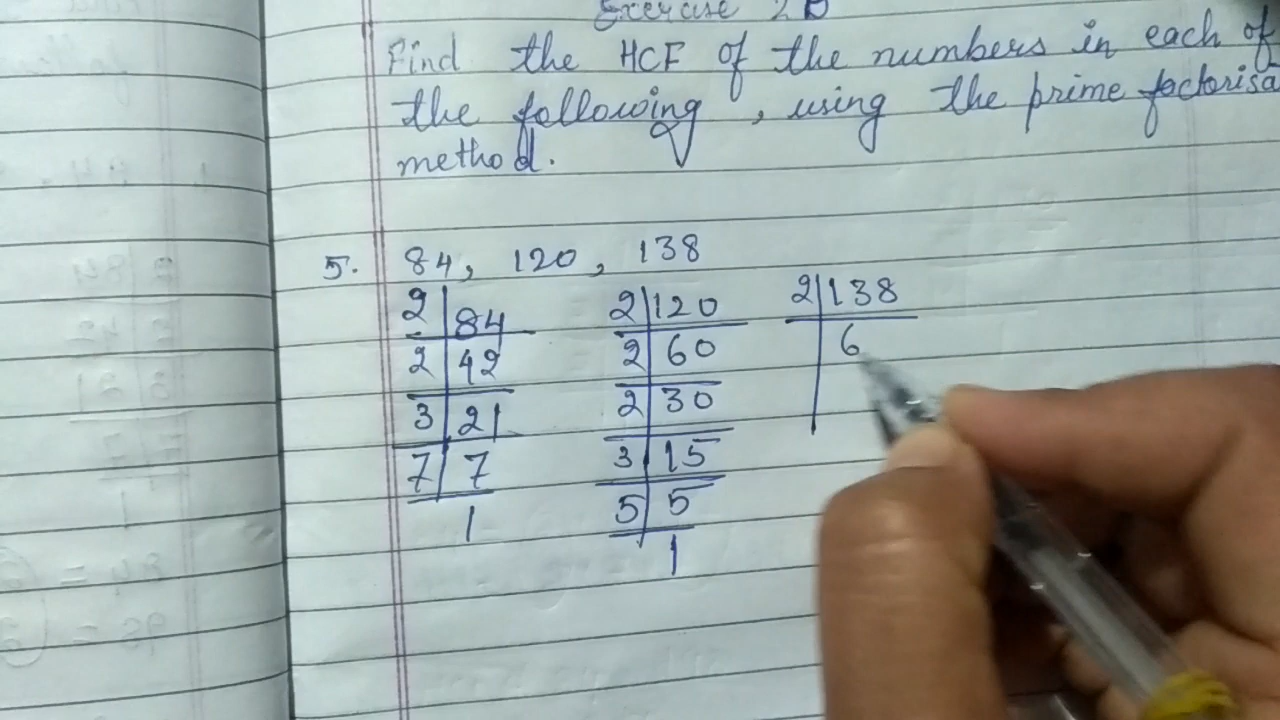 Exercise 2B
Find the HCF of the numbers in each of
the following, using the prime factorisa
method.
5. 84, 120, 138
2 84 2 120 2 138
2 42 2 60 6
3 21 2 30
7 7 3 15
1 5 5
1